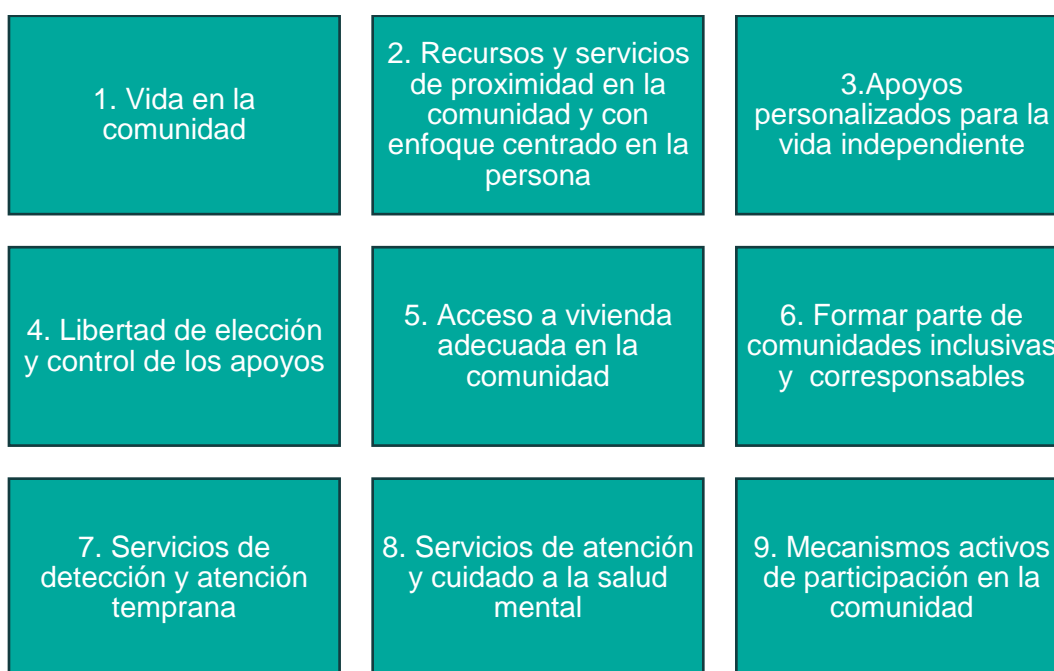 1. Vida en la
comunidad
2. Recursos y servicios
de proximidad en la
comunidad y con
enfoque centrado en la
persona
3.Apoyos
personalizados para la
vida independiente
4. Libertad de elección
y control de los apoyos
5. Acceso a vivienda
adecuada en la
comunidad
6. Formar parte de
comunidades inclusivas
y corresponsables
7. Servicios de
detección y atención
temprana
8. Servicios de atención
y cuidado a la salud
mental
9. Mecanismos activos
de participación en la
comunidad